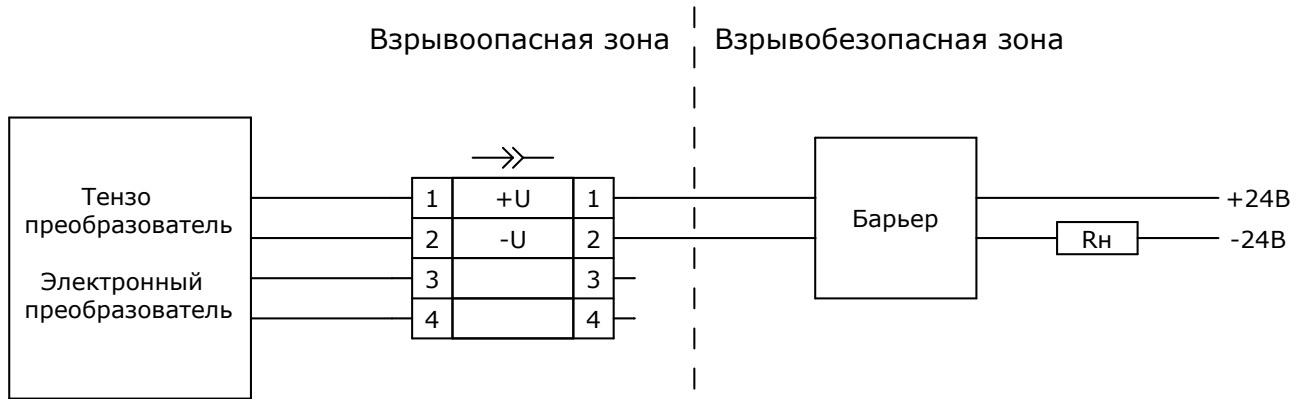 Взрывоопасная зона
Взрывобезопасная зона
Тензо
преобразователь
Электронный
преобразователь
1 +U 1
2 -U 2
3 3
4 4
Барьер
Rн
+24В
-24В